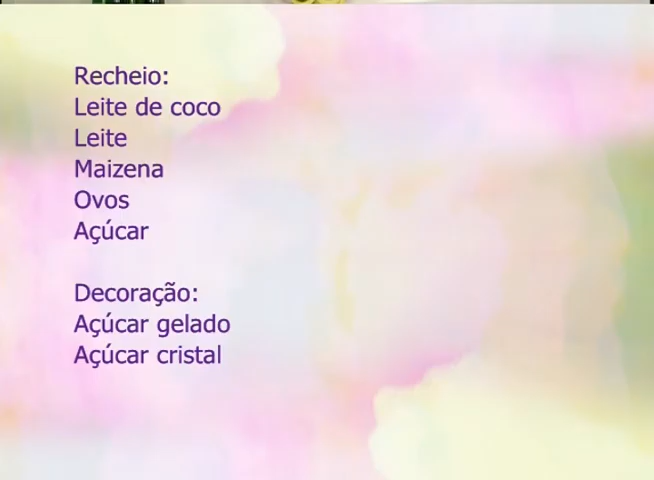 Recheio:
Leite de coco
Leite
Maizena
Ovos
Açúcar
Decoração:
Açúcar gelado
Açúcar cristal